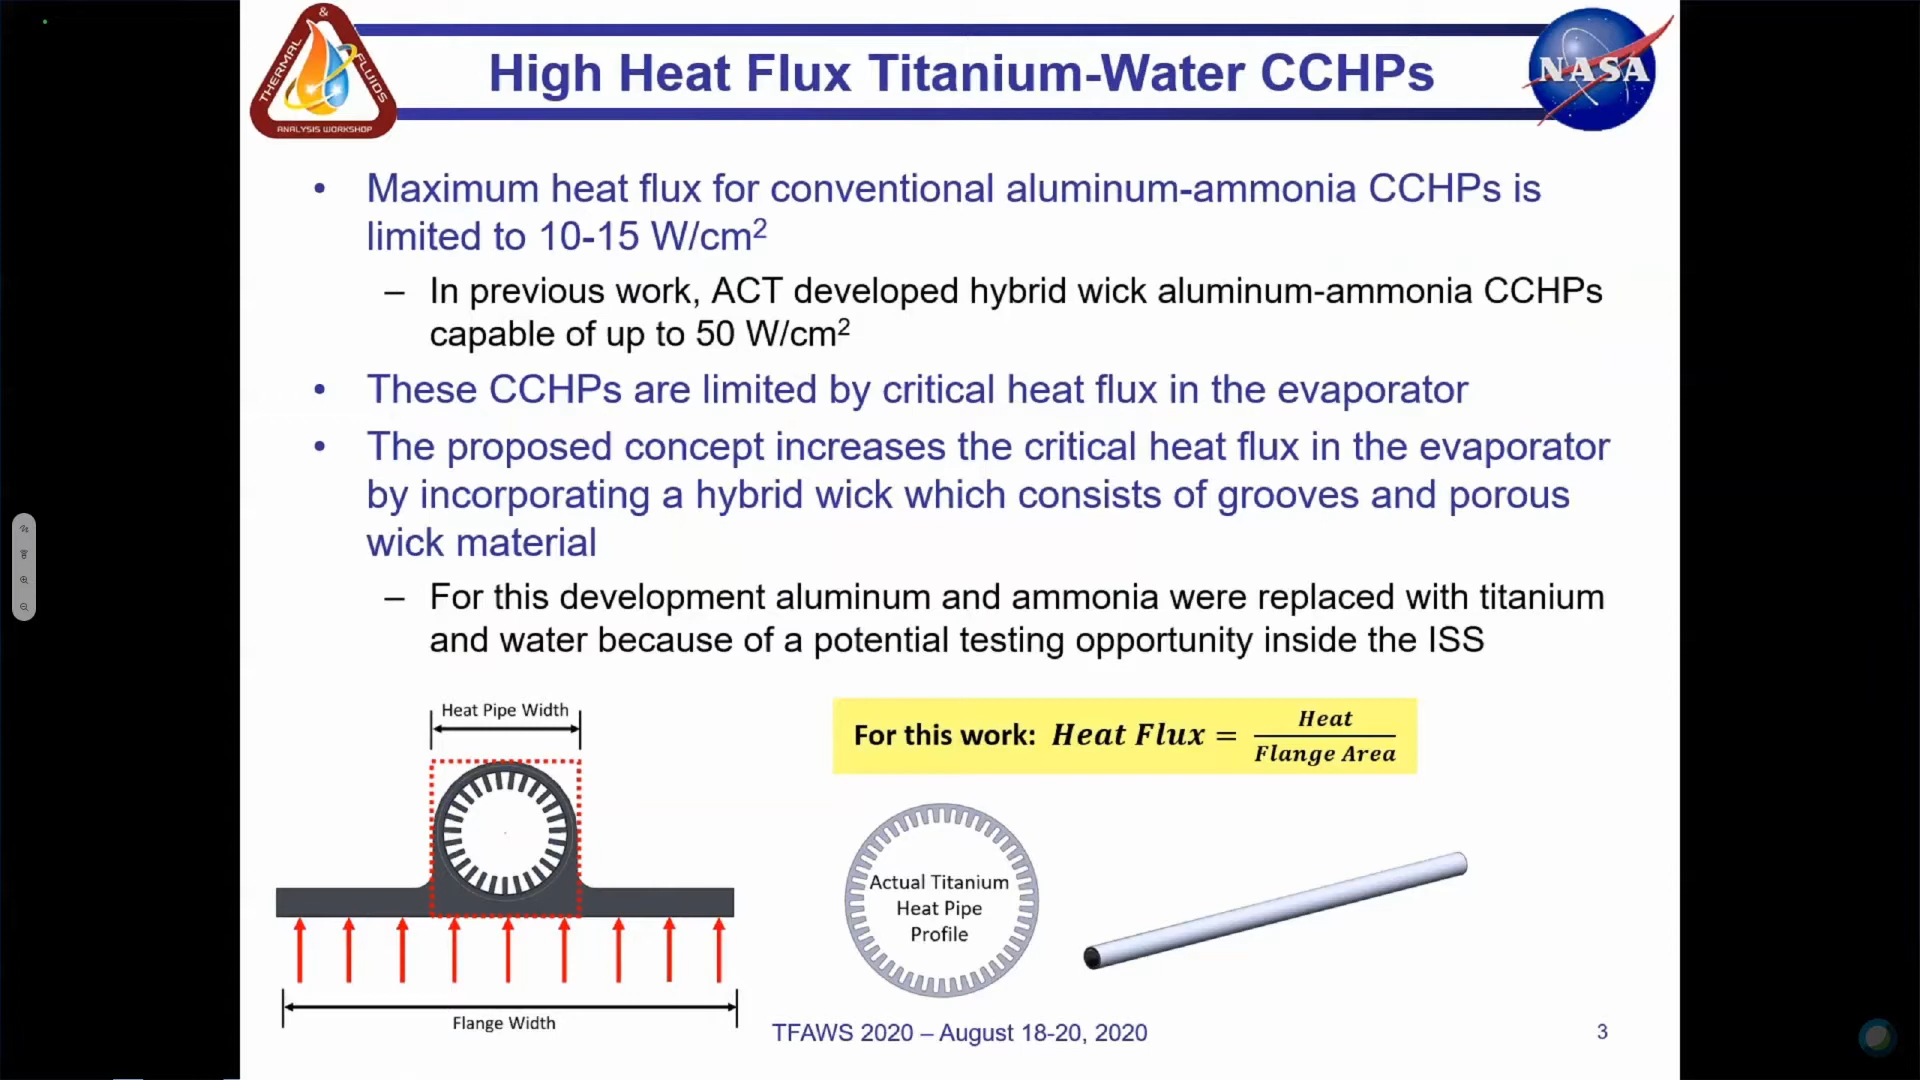 &
THERMAL
FLUIDS
ANALYSIS WORKSHOP
High Heat Flux Titanium-Water CCHPs
NASA
• Maximum heat flux for conventional aluminum-ammonia CCHPs is
limited to 10-15 W/cm²
– In previous work, ACT developed hybrid wick aluminum-ammonia CCHPs
capable of up to 50 W/cm²
• These CCHPs are limited by critical heat flux in the evaporator
• The proposed concept increases the critical heat flux in the evaporator
by incorporating a hybrid wick which consists of grooves and porous
wick material
– For this development aluminum and ammonia were replaced with titanium
and water because of a potential testing opportunity inside the ISS
Heat Pipe Width
Flange Width
For this work: Heat Flux = Heat / Flange Area
Actual Titanium
Heat Pipe
Profile
TFAWS 2020 – August 18-20, 2020
3